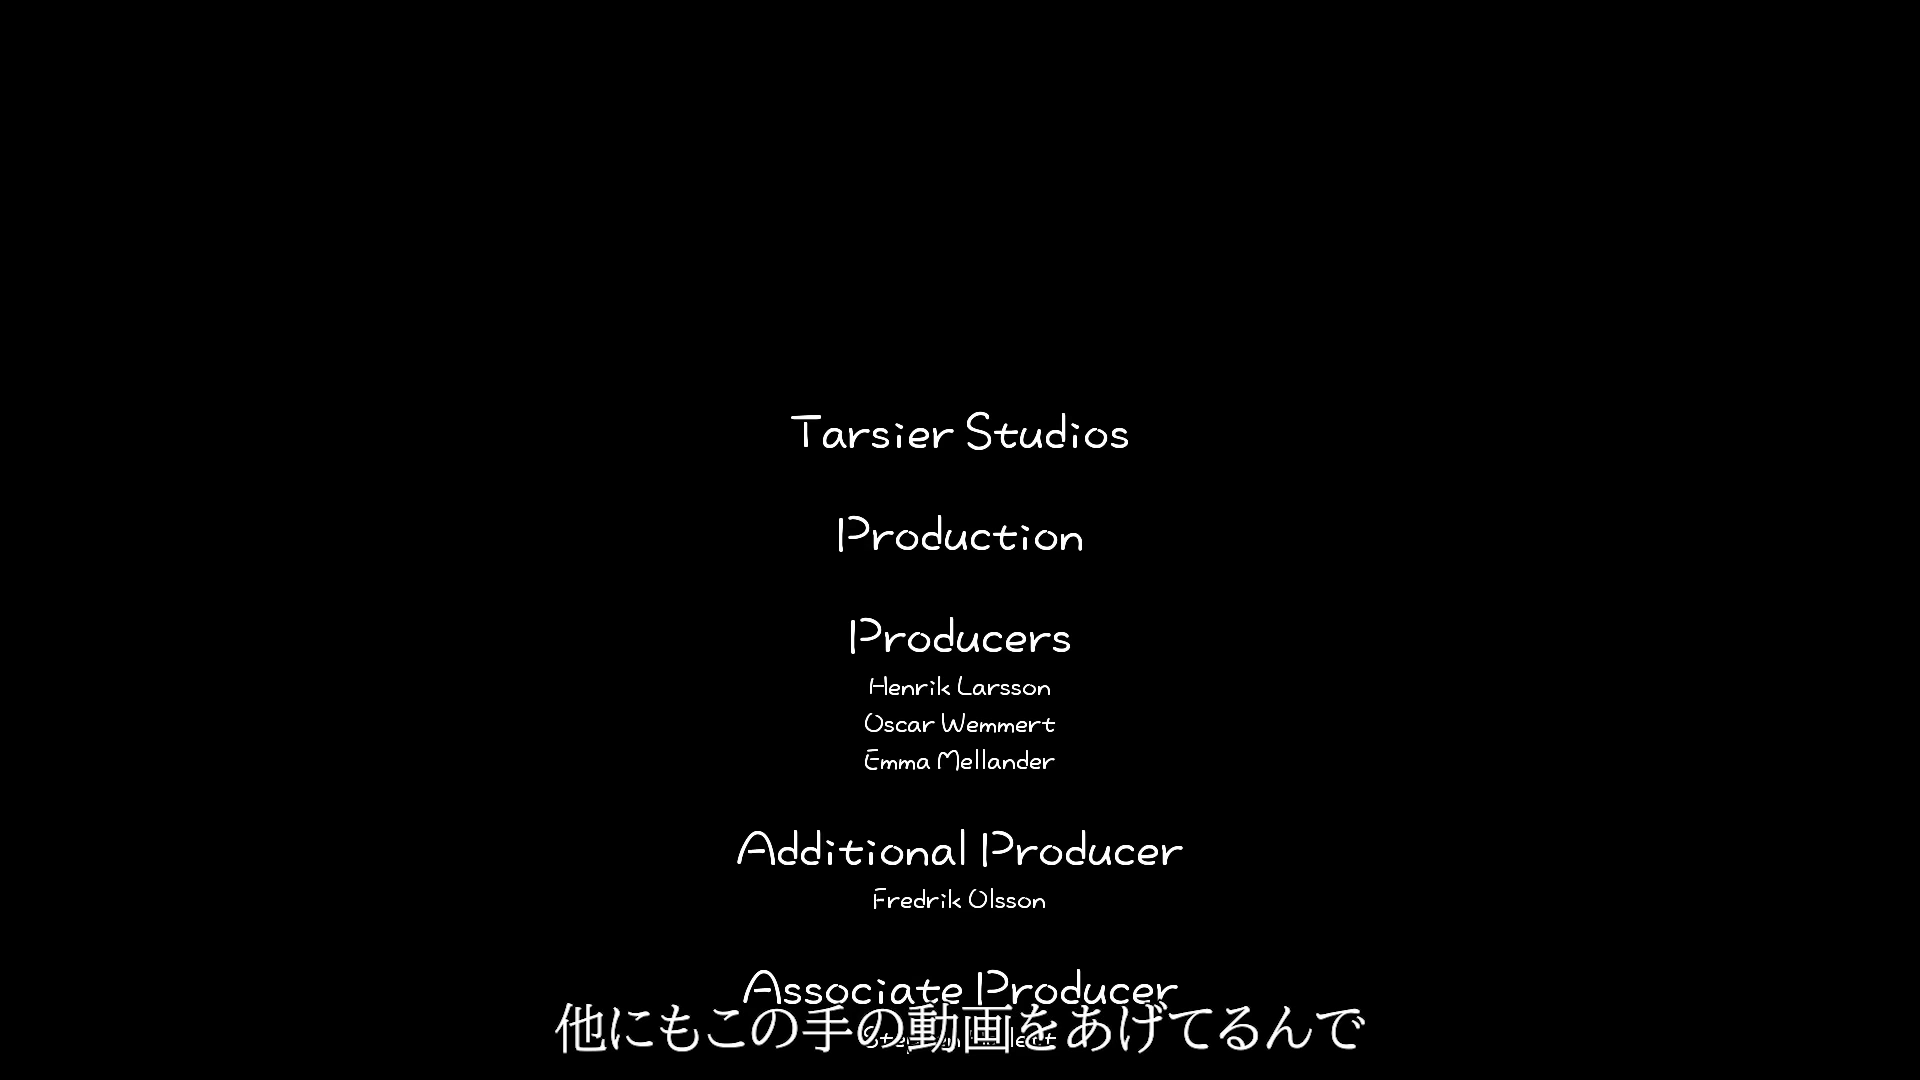 Tarsier Studios
Production
Producers
Henrik Larsson
Oscar Wemmert
Emma Mellander
Additional Producer
Fredrik Olsson
Associate Producer
他にもこの手の動画をあげてるんで